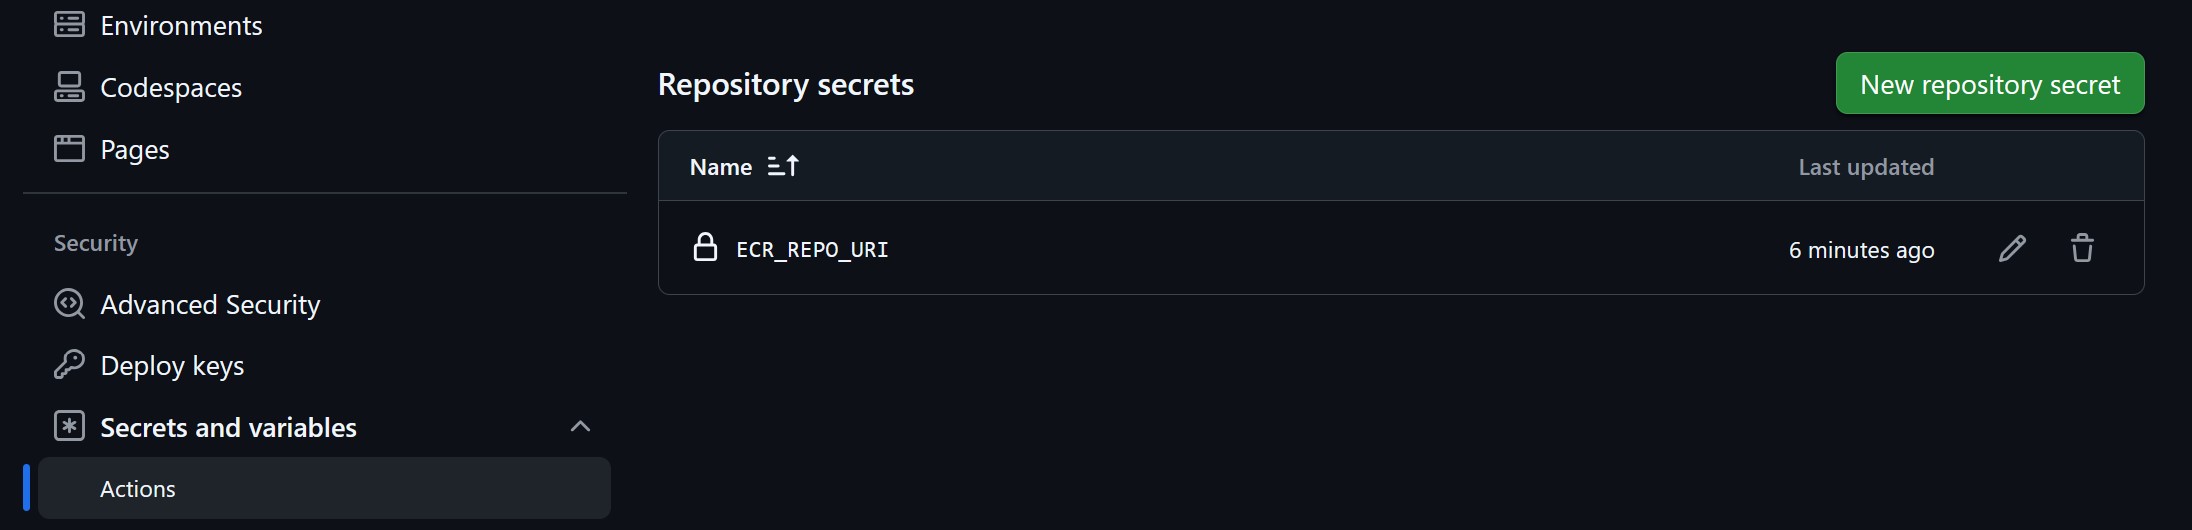 Environments
Codespaces
Pages
Security
Advanced Security
Deploy keys
Secrets and variables
Actions
Repository secrets
New repository secret
Name
Last updated
ECR_REPO_URI
6 minutes ago